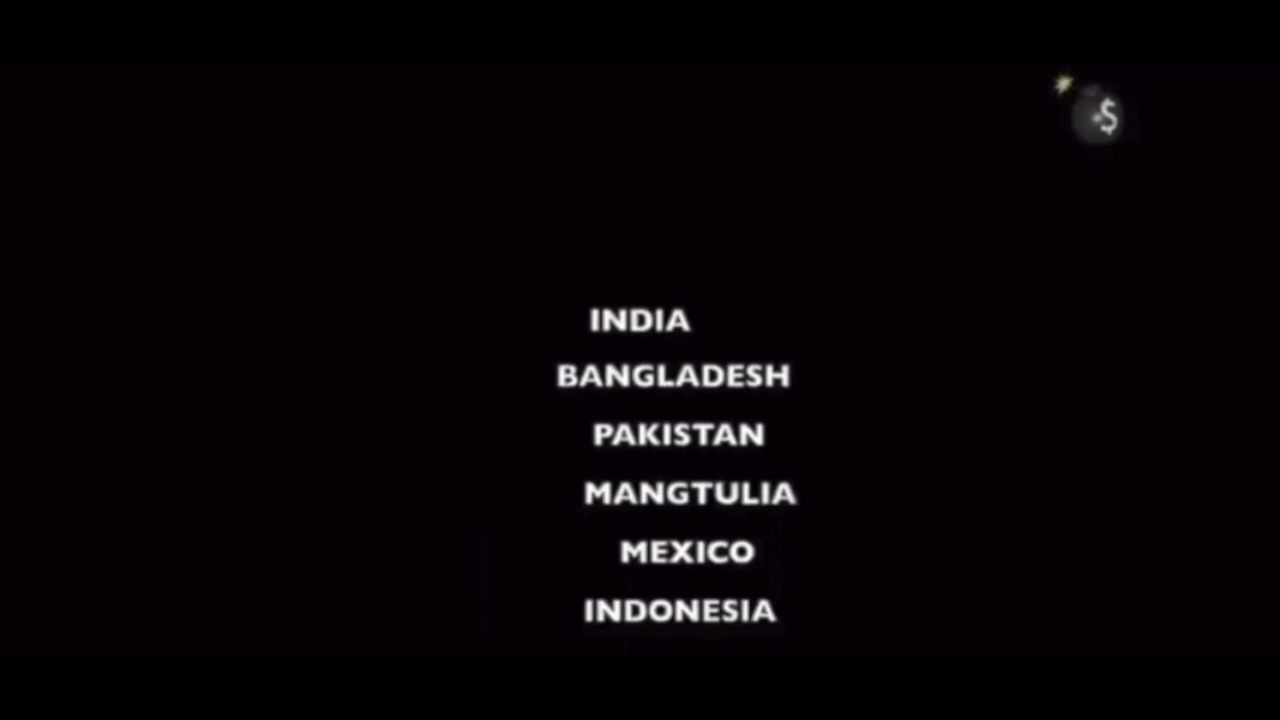 $
INDIA
BANGLADESH
PAKISTAN
MANGTULIA
MEXICO
INDONESIA